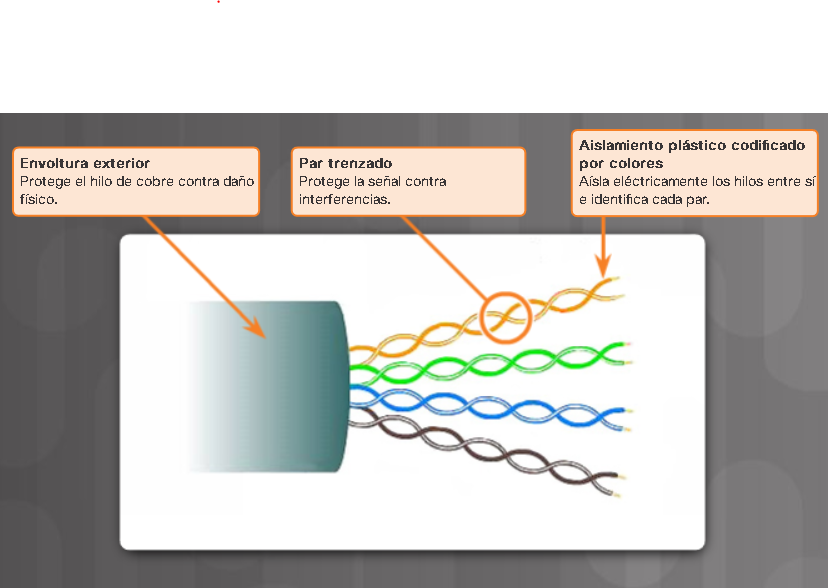 Envoltura exterior
Protege el hilo de cobre contra daño
físico.
Par trenzado
Protege la señal contra
interferencias.
Aislamiento plástico codificado
por colores
Aísla eléctricamente los hilos entre sí
e identifica cada par.